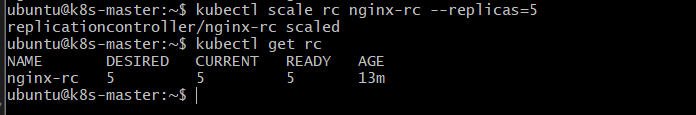 ubuntu@k8s-master:~$ kubectl scale rc nginx-rc --replicas=5
replicationcontroller/nginx-rc scaled
ubuntu@k8s-master:~$ kubectl get rc
NAME       DESIRED   CURRENT   READY   AGE
nginx-rc   5         5         5       13m
ubuntu@k8s-master:~$